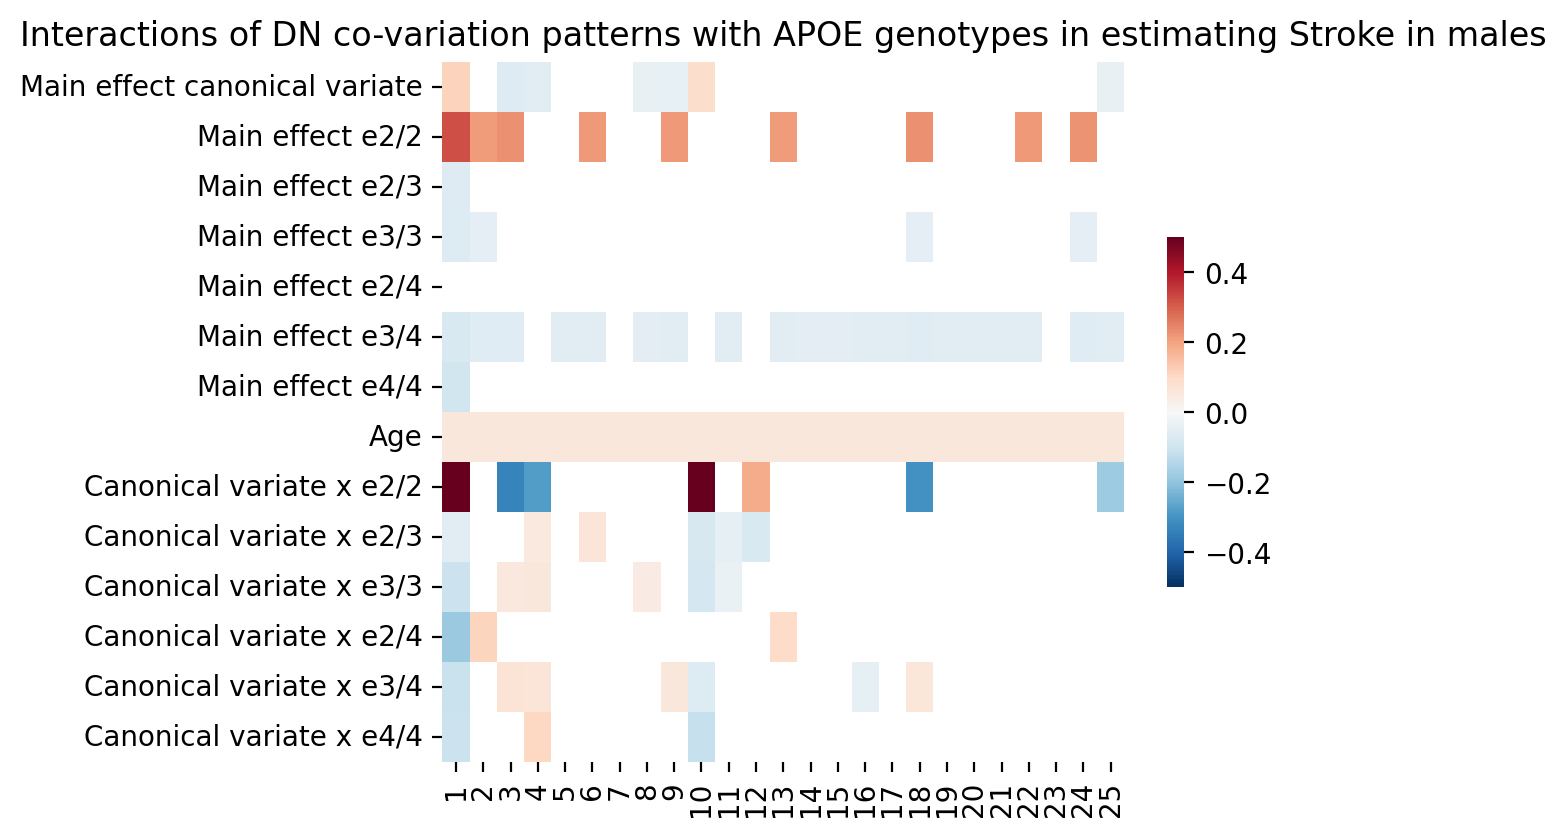 Interactions of DN co-variation patterns with APOE genotypes in estimating Stroke in males
Main effect canonical variate
Main effect e2/2
Main effect e2/3
Main effect e3/3
Main effect e2/4
Main effect e3/4
Main effect e4/4
Age
Canonical variate x e2/2
Canonical variate x e2/3
Canonical variate x e3/3
Canonical variate x e2/4
Canonical variate x e3/4
Canonical variate x e4/4
1 2 3 4 5 6 7 8 9 10 11 12 13 14 15 16 17 18 19 20 21 22 23 24 25
0.4
0.2
0.0
−0.2
−0.4